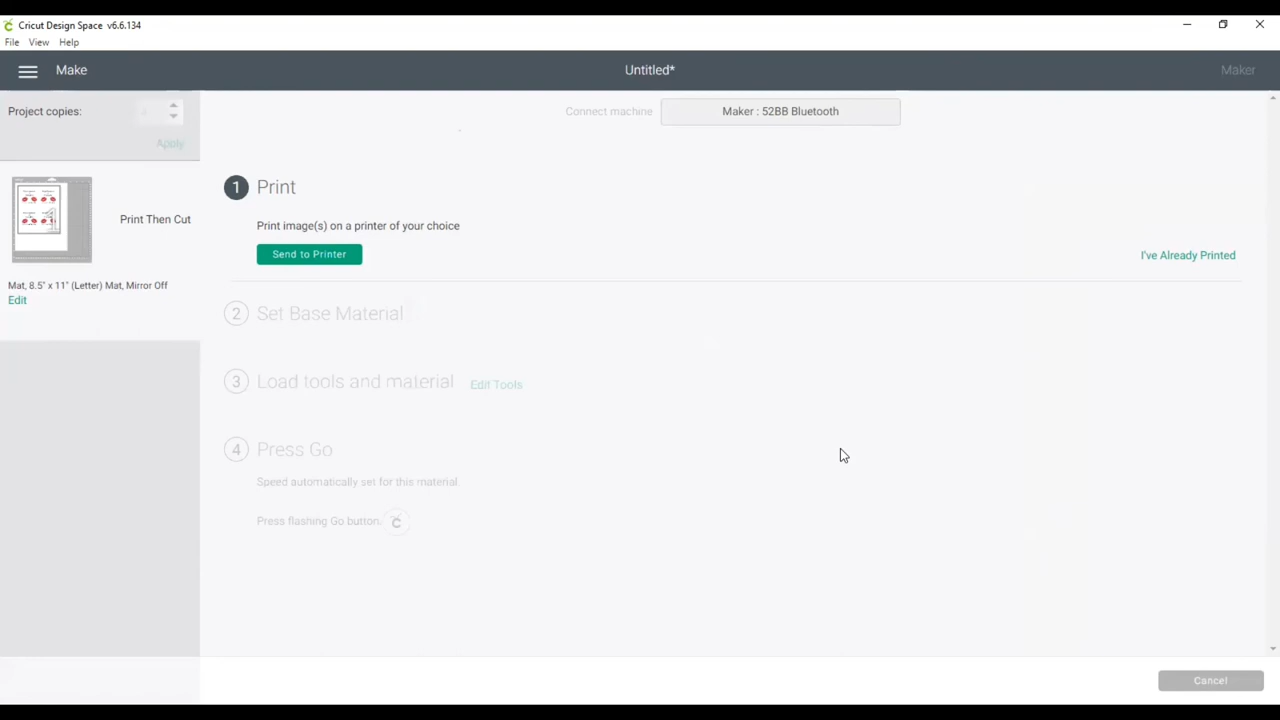 Cricut Design Space v6.6.134
File View Help
Make
Untitled*
Maker
Project copies:
Apply
Connect machine
Maker : 52BB Bluetooth
Print Then Cut
Mat, 8.5" x 11" (Letter) Mat, Mirror Off
Edit
1 Print
Print image(s) on a printer of your choice
Send to Printer
I've Already Printed
2 Set Base Material
3 Load tools and material Edit Tools
4 Press Go
Speed automatically set for this material
Press flashing Go button.
Cancel